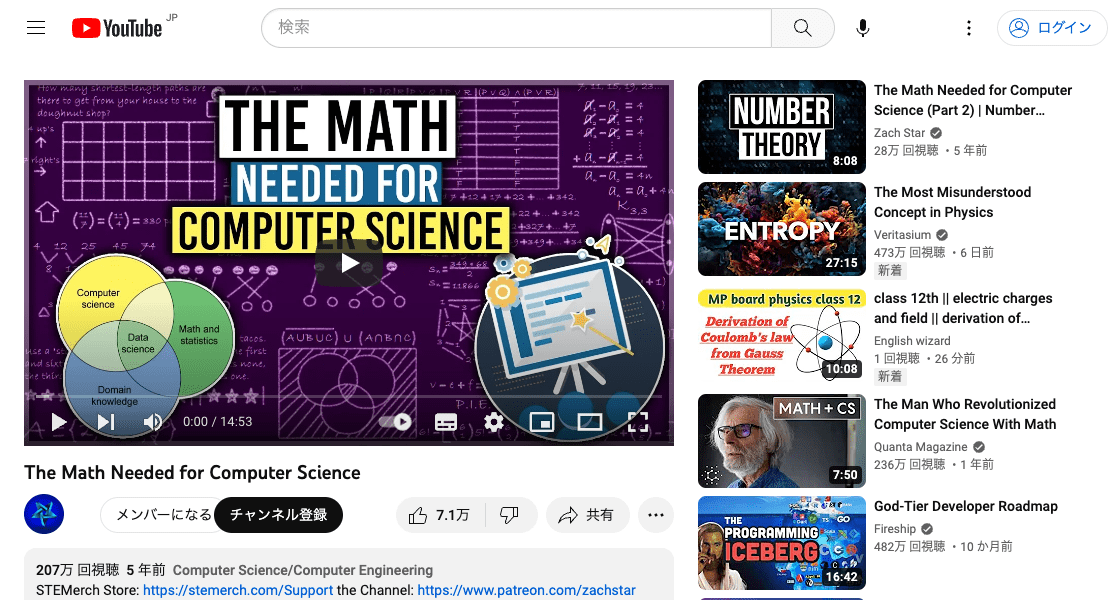 YouTube JP
検索
ログイン
How many shortest-length paths are
there to get from your house to the
doughnut shop?
THE MATH
NEEDED FOR
COMPUTER SCIENCE
Computer
science
Math and
statistics
Data
science
Domain
knowledge
(A∪B∪C) ∪ (A∩B∩C)
K3,3
P.I.E.
0:00 / 14:53
The Math Needed for Computer Science
メンバーになる
チャンネル登録
7.1万
共有
207万 回視聴 5 年前 Computer Science/Computer Engineering
STEMerch Store: https://stemerch.com/Support the Channel: https://www.patreon.com/zachstar
NUMBER
THEORY
8:08
The Math Needed for Computer
Science (Part 2) | Number…
Zach Star
28万 回視聴 ・5 年前
ENTROPY
27:15
The Most Misunderstood
Concept in Physics
Veritasium
473万 回視聴 ・6 日前
新着
MP board physics class 12
Derivation of
Coulomb's law
from Gauss
Theorem
10:08
class 12th || electric charges
and field || derivation of…
English wizard
1 回視聴 ・26 分前
新着
MATH + CS
7:50
The Man Who Revolutionized
Computer Science With Math
Quanta Magazine
236万 回視聴 ・1 年前
THE
PROGRAMMING
ICEBERG
16:42
God-Tier Developer Roadmap
Fireship
482万 回視聴 ・10 か月前